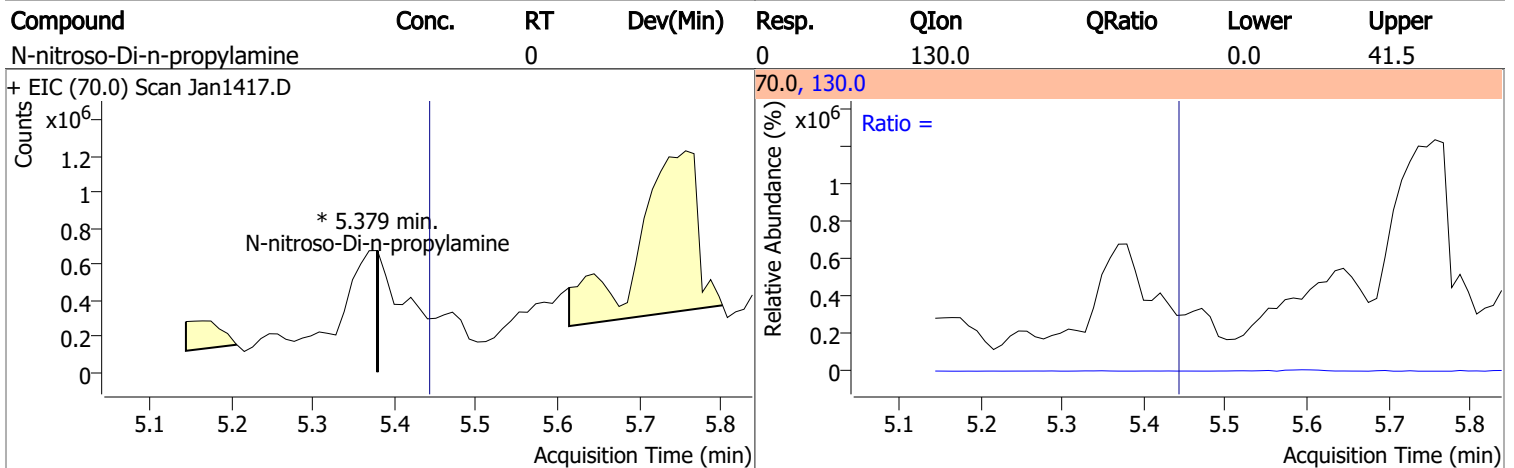 Compound Conc. RT Dev(Min) Resp. QIon QRatio Lower Upper
N-nitroso-Di-n-propylamine 0 0 130.0 0.0 41.5
+ EIC (70.0) Scan Jan1417.D
Counts
x10⁶
1.2
1
0.8
0.6
0.4
0.2
0
* 5.379 min.
N-nitroso-Di-n-propylamine
5.1 5.2 5.3 5.4 5.5 5.6 5.7 5.8
Acquisition Time (min)
70.0, 130.0
Relative Abundance (%)
x10⁶
Ratio =
1
0.8
0.6
0.4
0.2
0
5.1 5.2 5.3 5.4 5.5 5.6 5.7 5.8
Acquisition Time (min)